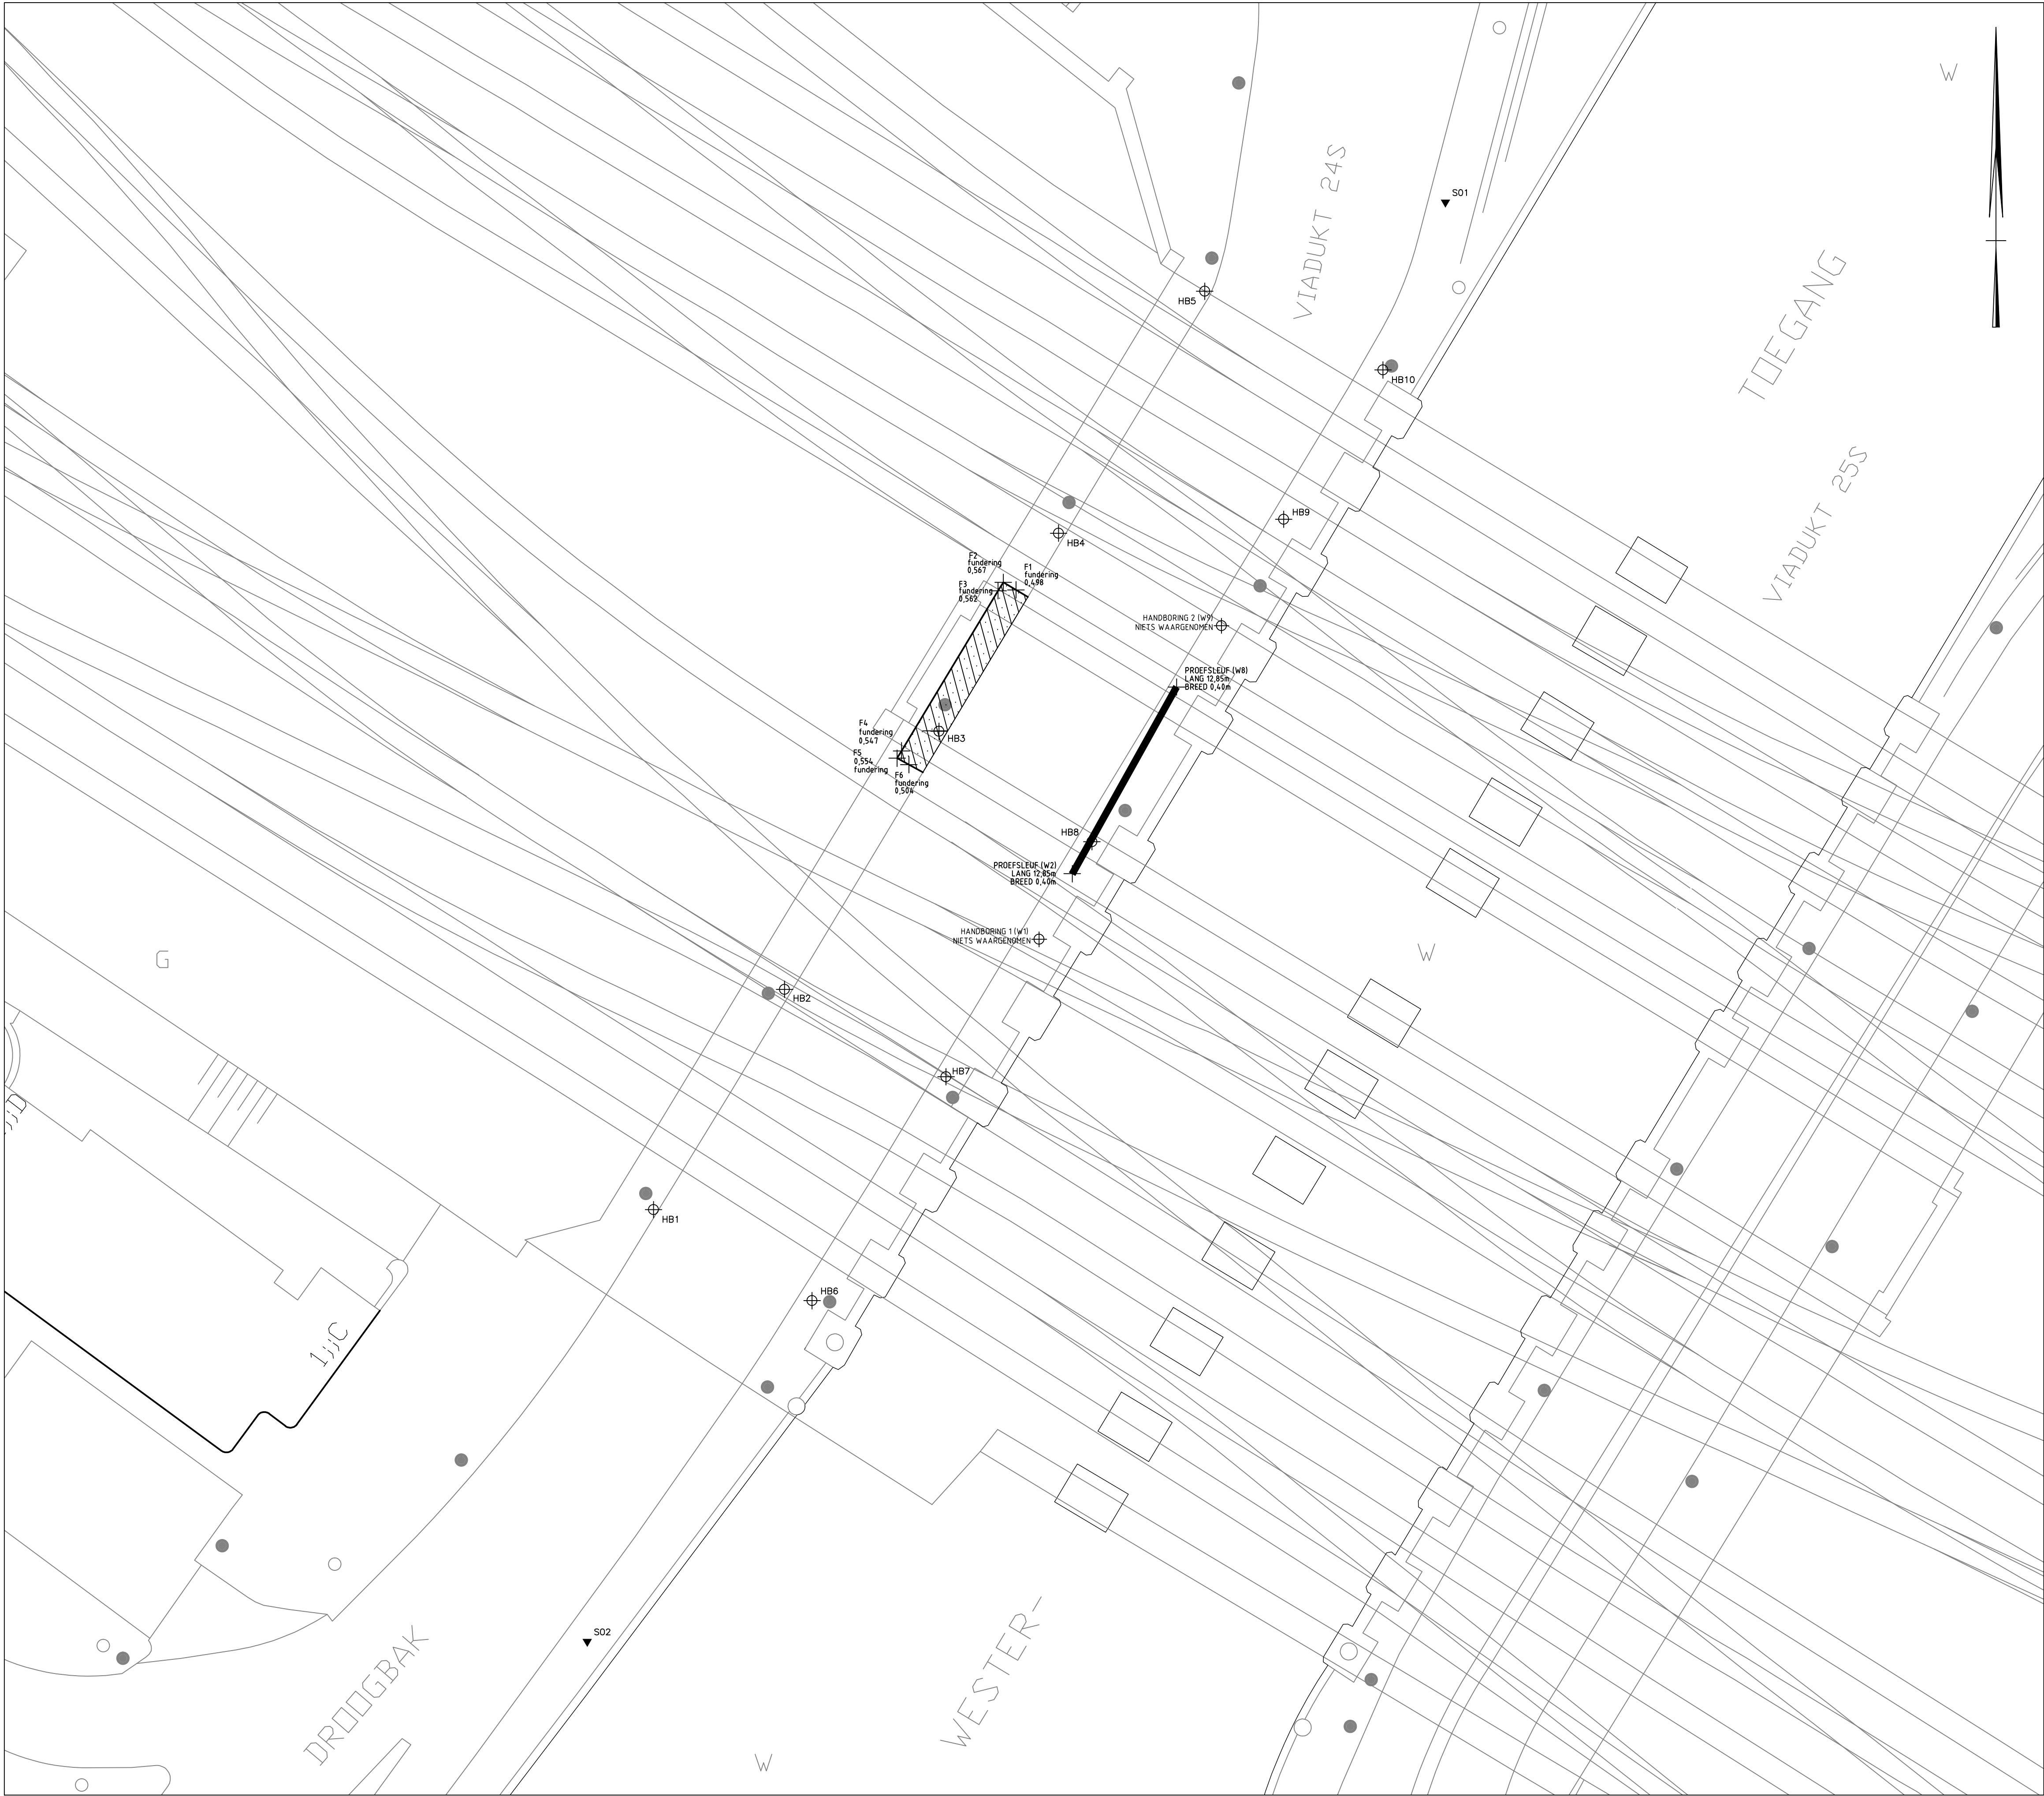 W
VIADUKT 24S
S01
TOEGANG
HB5
HB10
VIADUKT 25S
HB9
HB4
F2
fundering
0,567
F1
fundering
0,498
F3
fundering
0,562
HANDBORING 2 (W9)
NIETS WAARGENOMEN
PROEFSLEUF (W8)
LANG 12,85m
BREED 0,40m
F4
fundering
0,547
HB3
F5
0,554
fundering
F6
fundering
0,504
HB8
PROEFSLEUF (W2)
LANG 12,85m
BREED 0,40m
HANDBORING 1 (W1)
NIETS WAARGENOMEN
G
W
HB2
HB7
HB1
HB6
1;;C
S02
DROOGBAK
WESTER-
W